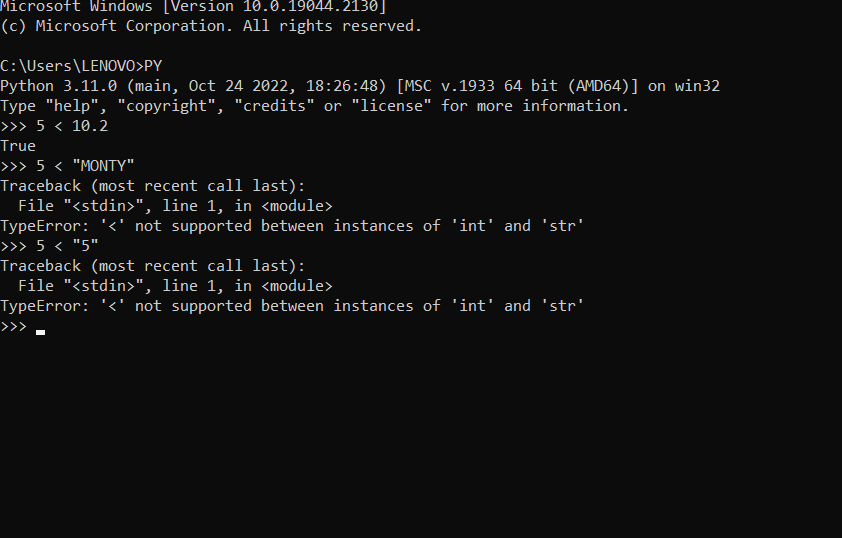 Microsoft Windows [Version 10.0.19044.2130]
(c) Microsoft Corporation. All rights reserved.
C:\Users\LENOVO>PY
Python 3.11.0 (main, Oct 24 2022, 18:26:48) [MSC v.1933 64 bit (AMD64)] on win32
Type "help", "copyright", "credits" or "license" for more information.
>>> 5 < 10.2
True
>>> 5 < "MONTY"
Traceback (most recent call last):
  File "<stdin>", line 1, in <module>
TypeError: '<' not supported between instances of 'int' and 'str'
>>> 5 < "5"
Traceback (most recent call last):
  File "<stdin>", line 1, in <module>
TypeError: '<' not supported between instances of 'int' and 'str'
>>>